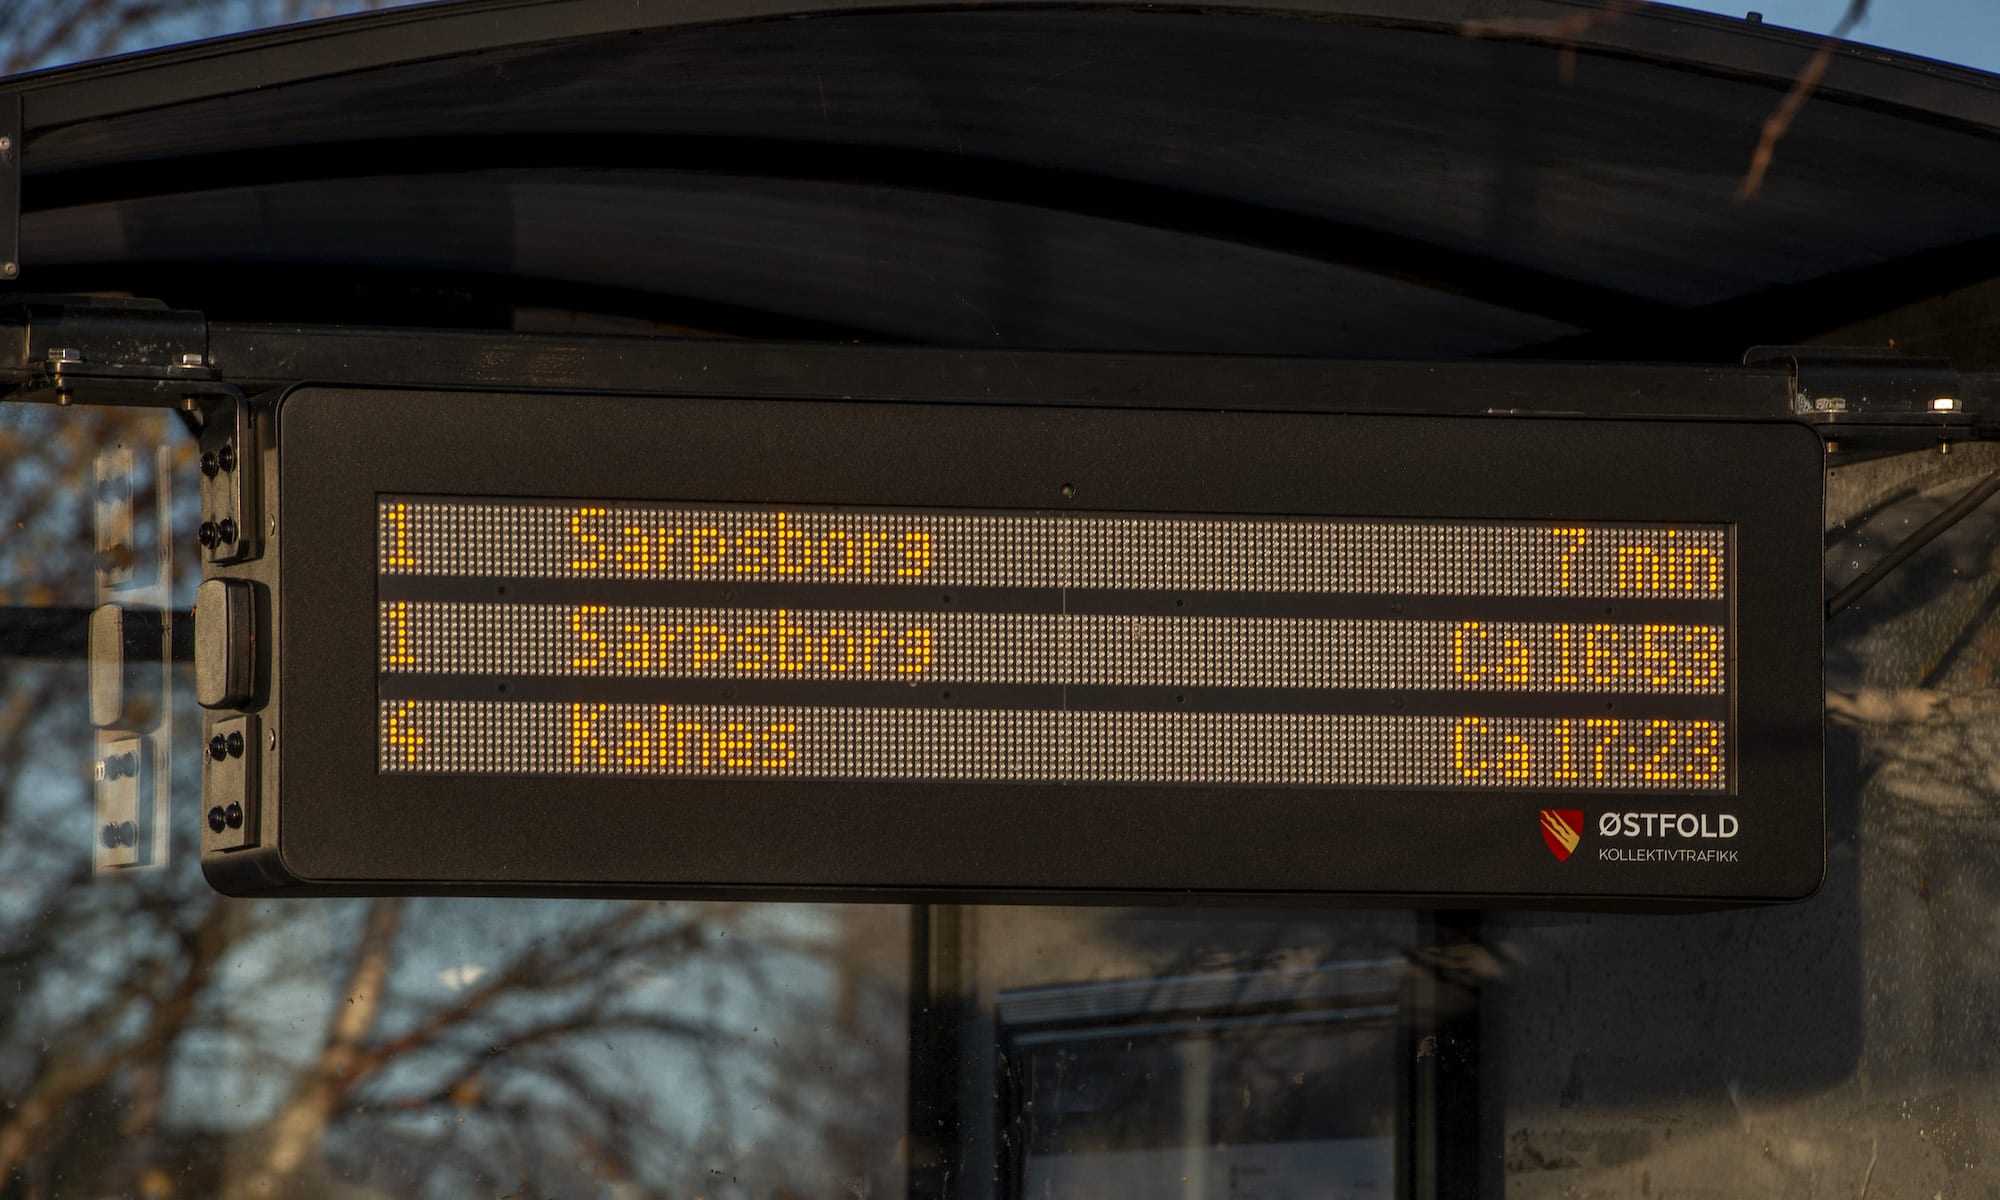 1 Sarpsborg 7 min
1 Sarpsborg Ca 16:53
4 Kalnes Ca 17:23
ØSTFOLD
KOLLEKTIVTRAFIKK